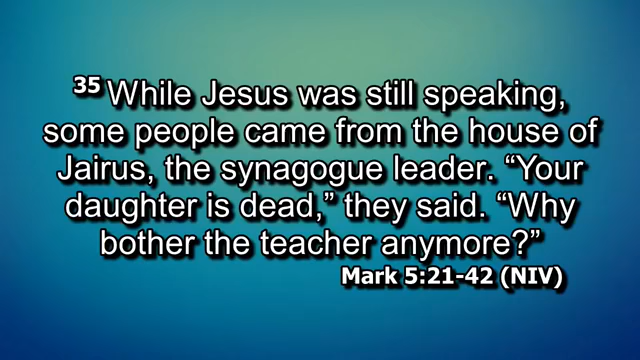 35 While Jesus was still speaking,
some people came from the house of
Jairus, the synagogue leader. “Your
daughter is dead,” they said. “Why
bother the teacher anymore?”
Mark 5:21-42 (NIV)